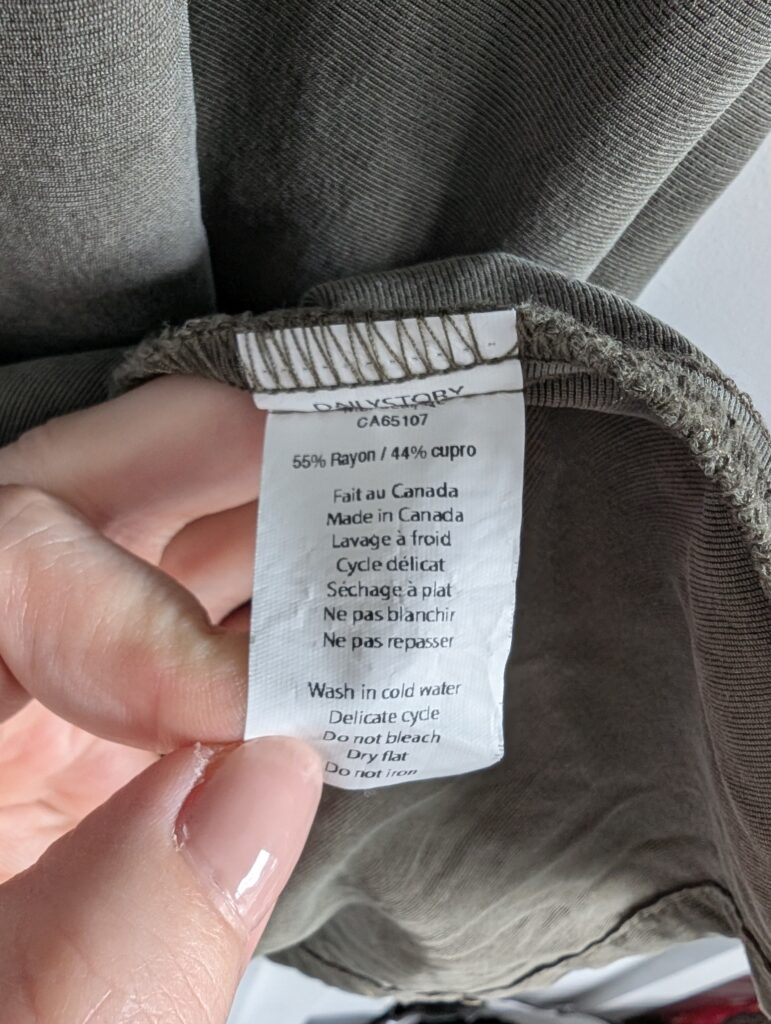 DAILYSTORY
CA65107
55% Rayon / 44% cupro
Fait au Canada
Made in Canada
Lavage à froid
Cycle délicat
Séchage à plat
Ne pas blanchir
Ne pas repasser
Wash in cold water
Delicate cycle
Do not bleach
Dry flat
Do not iron